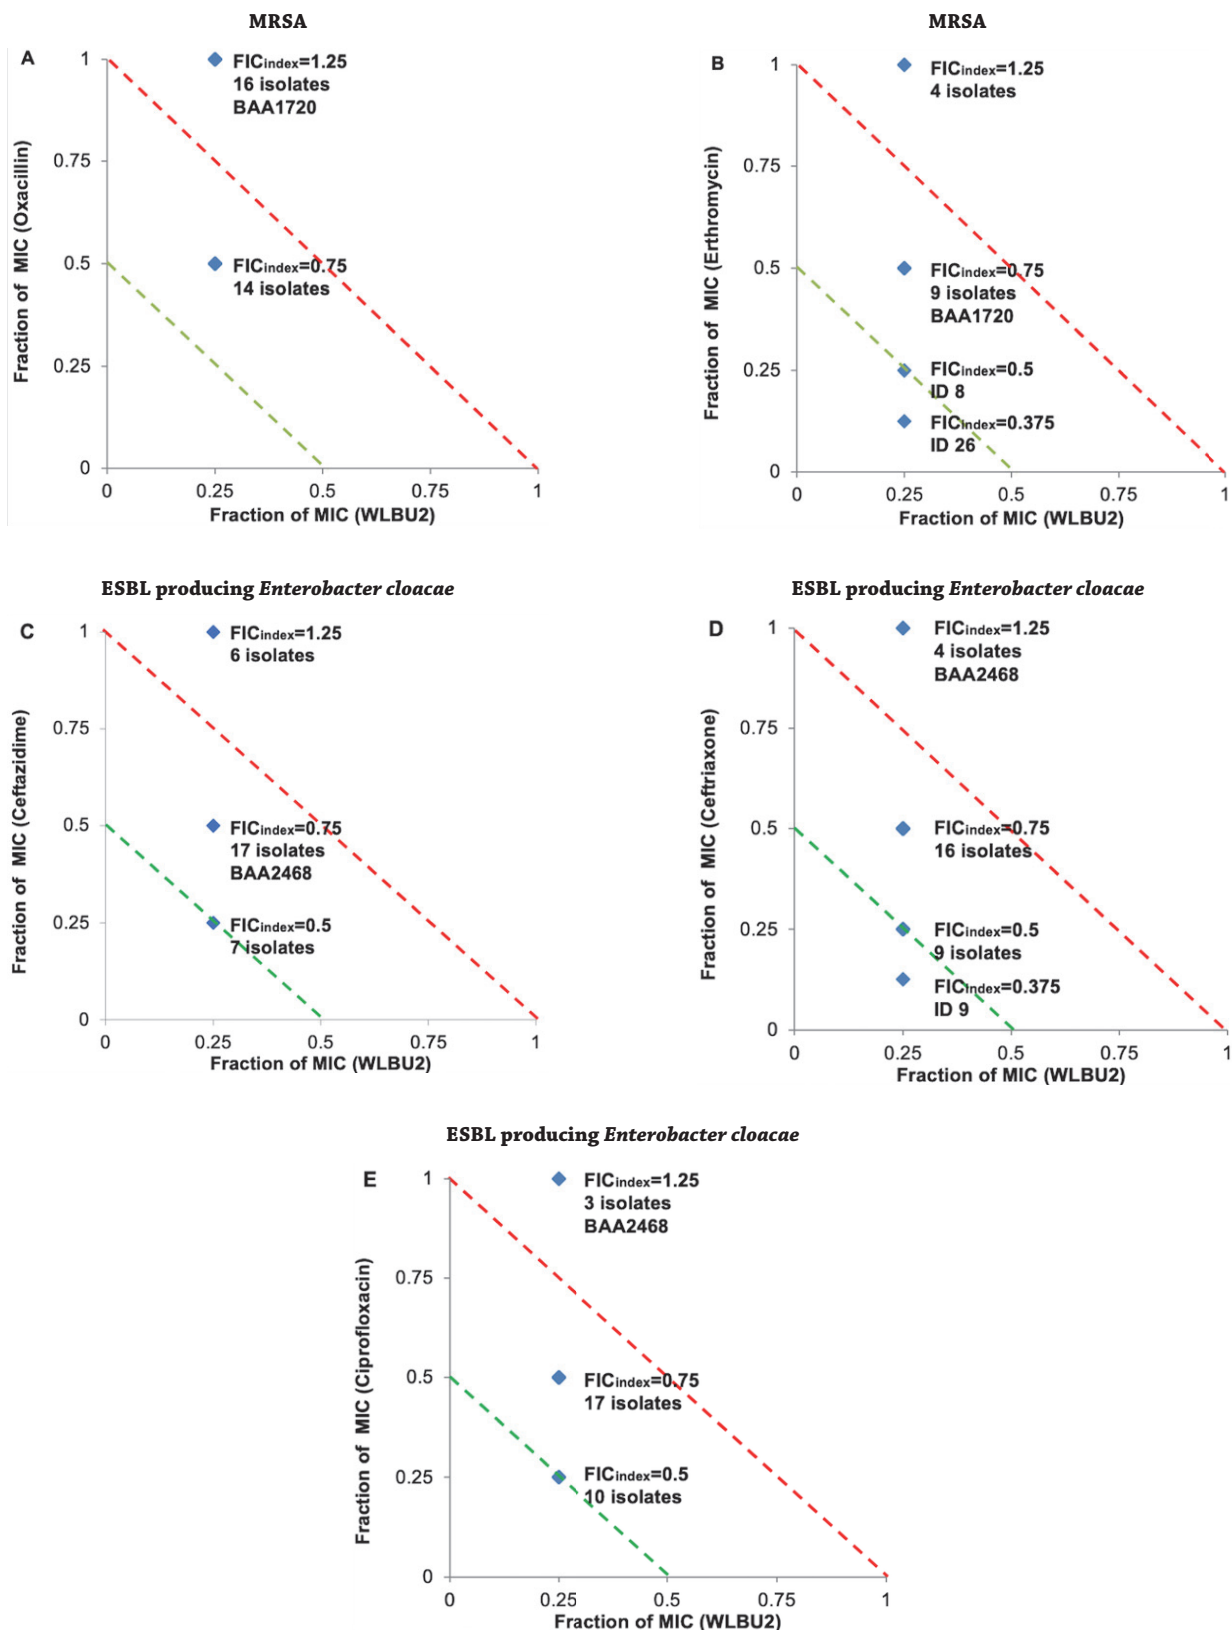 MRSA
A
Fraction of MIC (Oxacillin)
1
0.75
0.5
0.25
0
FICindex=1.25
16 isolates
BAA1720
FICindex=0.75
14 isolates
0 0.25 0.5 0.75 1
Fraction of MIC (WLBU2)
MRSA
B
Fraction of MIC (Erthromycin)
1
0.75
0.5
0.25
0
FICindex=1.25
4 isolates
FICindex=0.75
9 isolates
BAA1720
FICindex=0.5
ID 8
FICindex=0.375
ID 26
0 0.25 0.5 0.75 1
Fraction of MIC (WLBU2)
ESBL producing Enterobacter cloacae
C
Fraction of MIC (Ceftazidime)
1
0.75
0.5
0.25
0
FICindex=1.25
6 isolates
FICindex=0.75
17 isolates
BAA2468
FICindex=0.5
7 isolates
0 0.25 0.5 0.75 1
Fraction of MIC (WLBU2)
ESBL producing Enterobacter cloacae
D
Fraction of MIC (Ceftriaxone)
1
0.75
0.5
0.25
0
FICindex=1.25
4 isolates
BAA2468
FICindex=0.75
16 isolates
FICindex=0.5
9 isolates
FICindex=0.375
ID 9
0 0.25 0.5 0.75 1
Fraction of MIC (WLBU2)
ESBL producing Enterobacter cloacae
E
Fraction of MIC (Ciprofloxacin)
1
0.75
0.5
0.25
0
FICindex=1.25
3 isolates
BAA2468
FICindex=0.75
17 isolates
FICindex=0.5
10 isolates
0 0.25 0.5 0.75 1
Fraction of MIC (WLBU2)